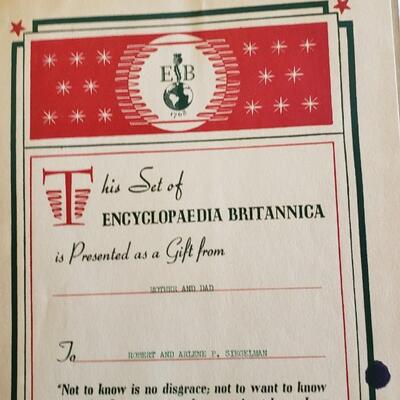 E B
1768
This Set of
ENCYCLOPAEDIA BRITANNICA
is Presented as a Gift from
MOTHER AND DAD
To ROBERT AND ARLENE P. SIEGELMAN
"Not to know is no disgrace; not to want to know